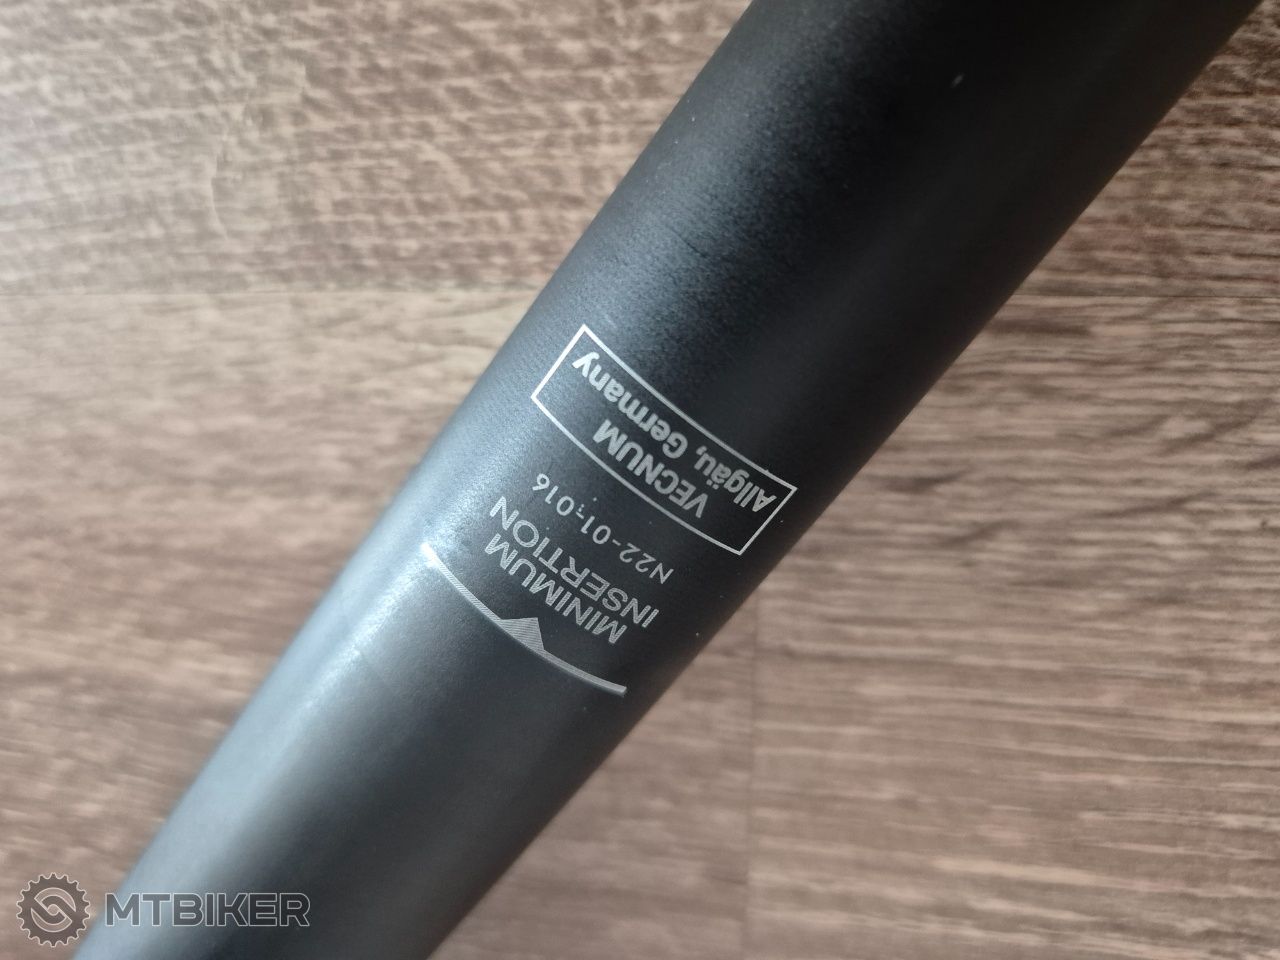 VECNUM
Allgäu, Germany
N22-01-016
MINIMUM
INSERTION
MTBIKER